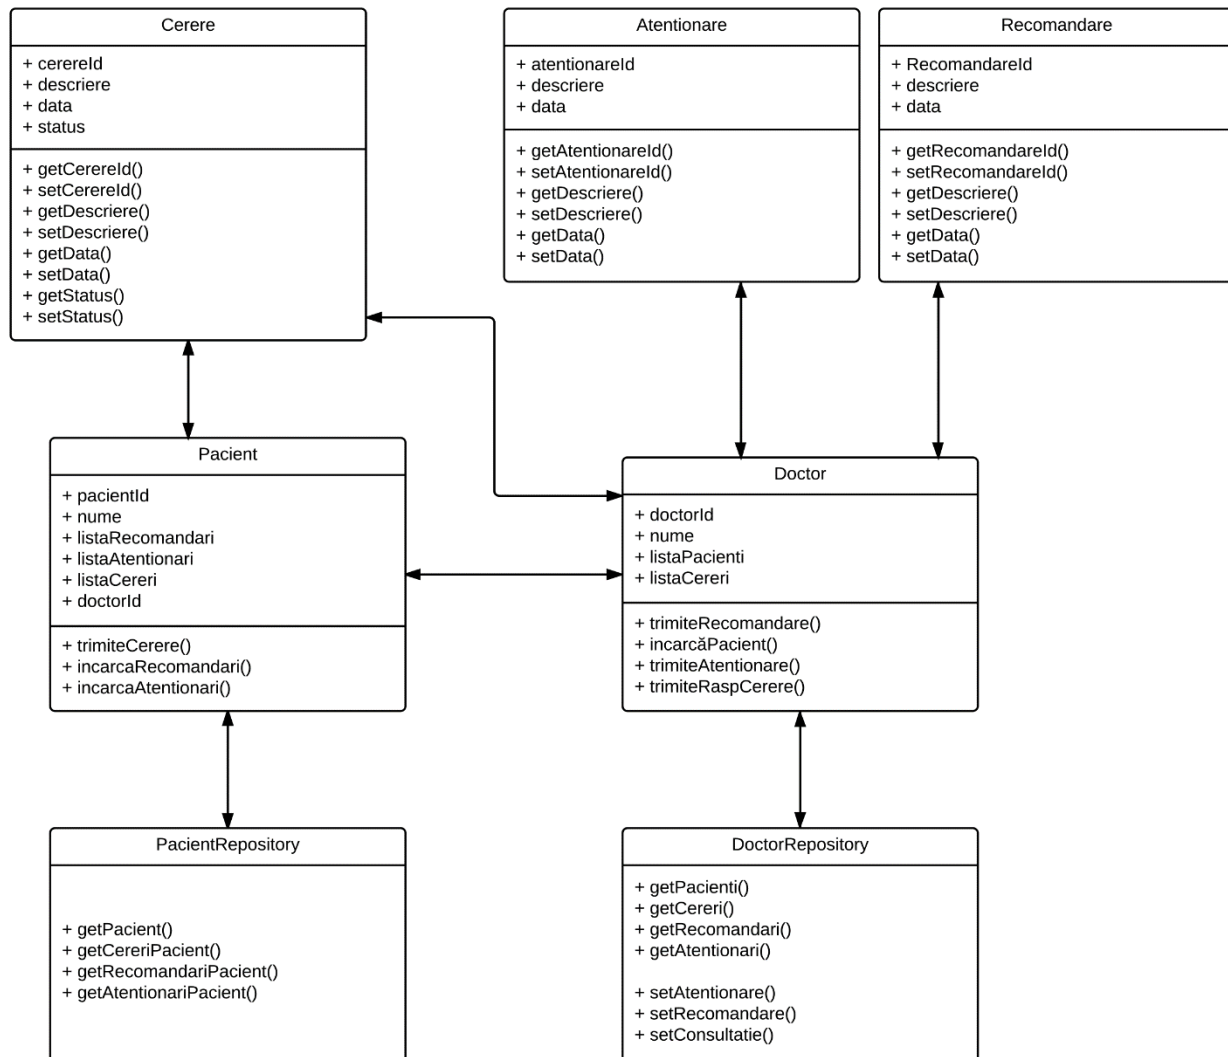 Cerere
+ cerereId
+ descriere
+ data
+ status
+ getCerereId()
+ setCerereId()
+ getDescriere()
+ setDescriere()
+ getData()
+ setData()
+ getStatus()
+ setStatus()
Atentionare
+ atentionareId
+ descriere
+ data
+ getAtentionareId()
+ setAtentionareId()
+ getDescriere()
+ setDescriere()
+ getData()
+ setData()
Recomandare
+ RecomandareId
+ descriere
+ data
+ getRecomandareId()
+ setRecomandareId()
+ getDescriere()
+ setDescriere()
+ getData()
+ setData()
Pacient
+ pacientId
+ nume
+ listaRecomandari
+ listaAtentionari
+ listaCereri
+ doctorId
+ trimiteCerere()
+ incarcaRecomandari()
+ incarcaAtentionari()
Doctor
+ doctorId
+ nume
+ listaPacienti
+ listaCereri
+ trimiteRecomandare()
+ incarcăPacient()
+ trimiteAtentionare()
+ trimiteRaspCerere()
PacientRepository
+ getPacient()
+ getCereriPacient()
+ getRecomandariPacient()
+ getAtentionariPacient()
DoctorRepository
+ getPacienti()
+ getCereri()
+ getRecomandari()
+ getAtentionari()
+ setAtentionare()
+ setRecomandare()
+ setConsultatie()